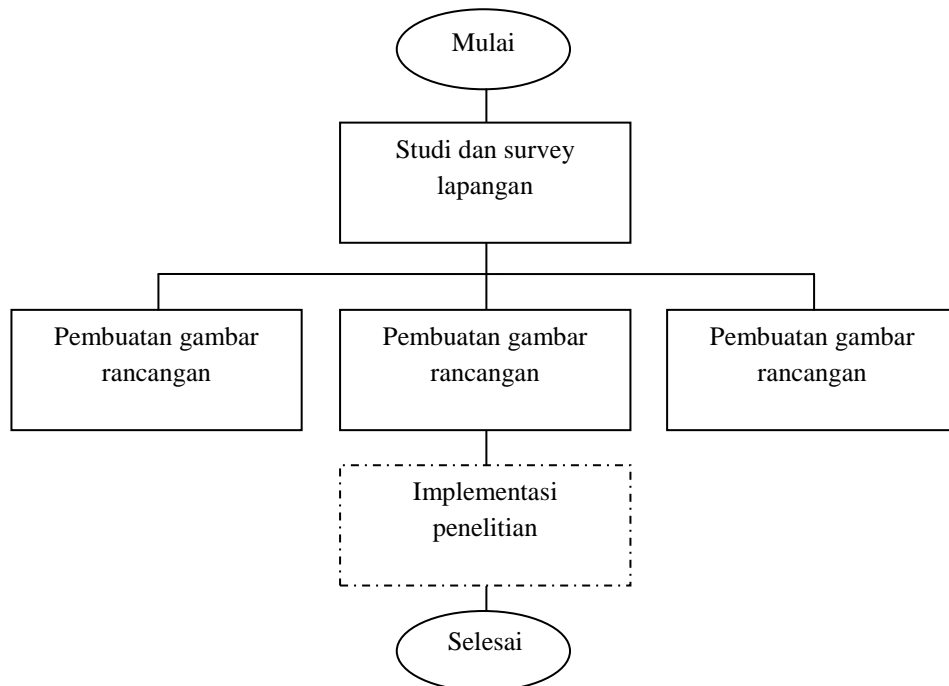 Mulai
Studi dan survey
lapangan
Pembuatan gambar
rancangan
Pembuatan gambar
rancangan
Pembuatan gambar
rancangan
Implementasi
penelitian
Selesai